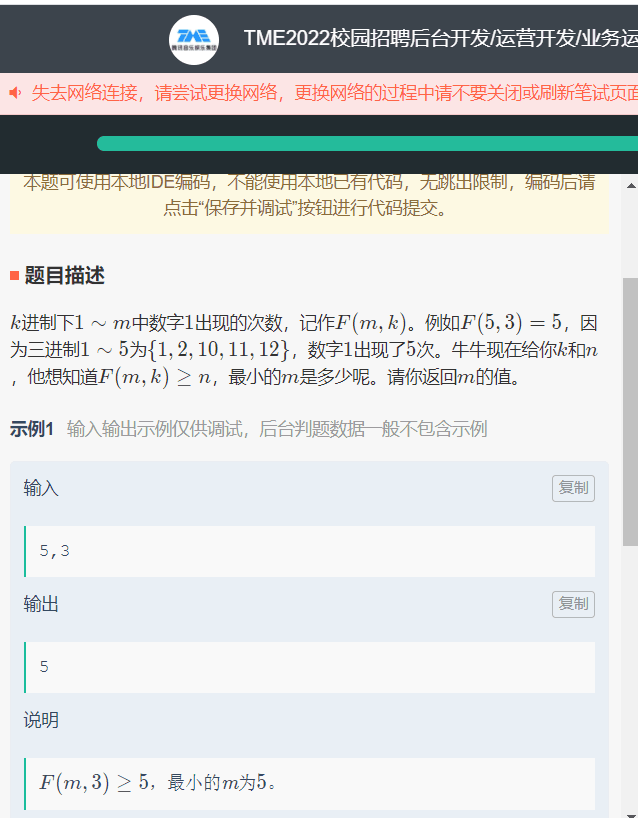 TME2022校园招聘后台开发/运营开发/业务运
腾讯音乐娱乐集团
失去网络连接，请尝试更换网络，更换网络的过程中请不要关闭或刷新笔试页面
本题可使用本地IDE编码，不能使用本地已有代码，无跳出限制，编码后请
点击“保存并调试”按钮进行代码提交。
题目描述
k进制下1 ∼ m中数字1出现的次数，记作F(m, k)。例如F(5, 3) = 5，因
为三进制1 ∼ 5为{1, 2, 10, 11, 12}，数字1出现了5次。牛牛现在给你k和n
，他想知道F(m, k) ≥ n，最小的m是多少呢。请你返回m的值。
示例1 输入输出示例仅供调试，后台判题数据一般不包含示例
输入 复制
5,3
输出 复制
5
说明
F(m, 3) ≥ 5，最小的m为5。